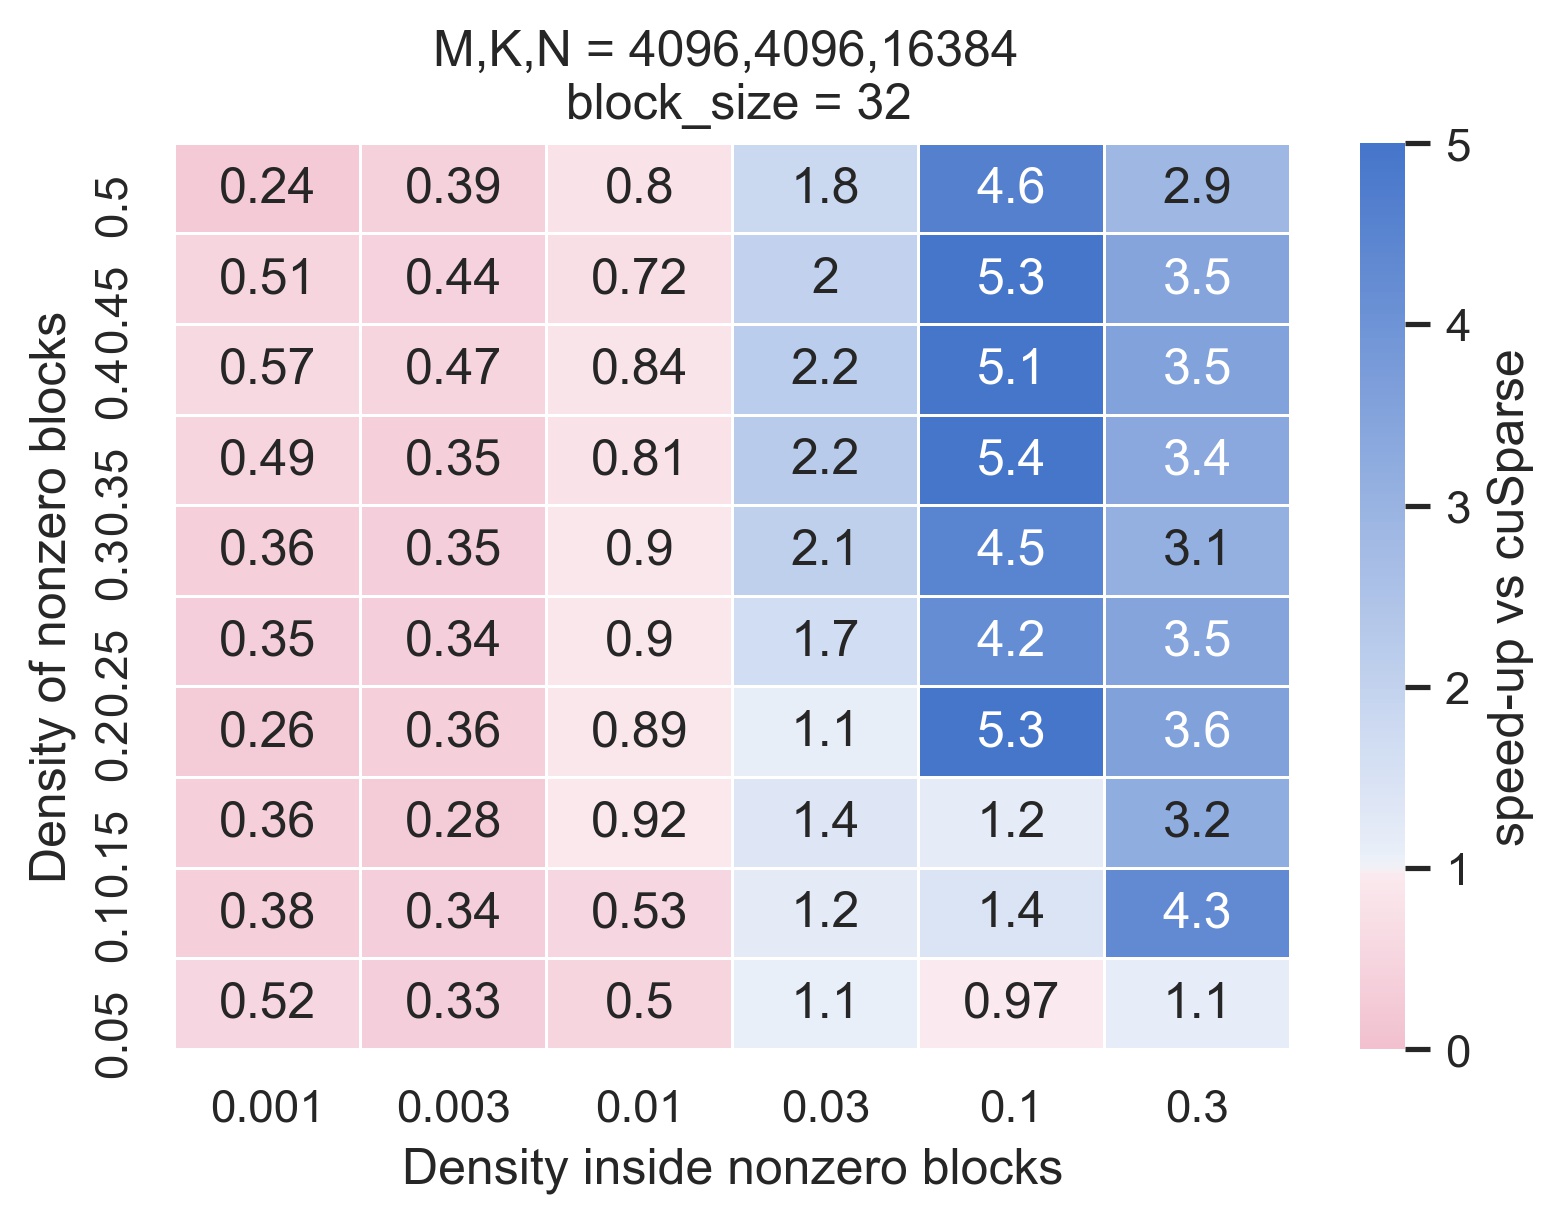 M,K,N = 4096,4096,16384
block_size = 32
Density of nonzero blocks
0.5 0.24 0.39 0.8 1.8 4.6 2.9
0.45 0.51 0.44 0.72 2 5.3 3.5
0.4 0.57 0.47 0.84 2.2 5.1 3.5
0.35 0.49 0.35 0.81 2.2 5.4 3.4
0.3 0.36 0.35 0.9 2.1 4.5 3.1
0.25 0.35 0.34 0.9 1.7 4.2 3.5
0.2 0.26 0.36 0.89 1.1 5.3 3.6
0.15 0.36 0.28 0.92 1.4 1.2 3.2
0.1 0.38 0.34 0.53 1.2 1.4 4.3
0.05 0.52 0.33 0.5 1.1 0.97 1.1
0.001 0.003 0.01 0.03 0.1 0.3
Density inside nonzero blocks
5
4
3
2
1
0
speed-up vs cuSparse